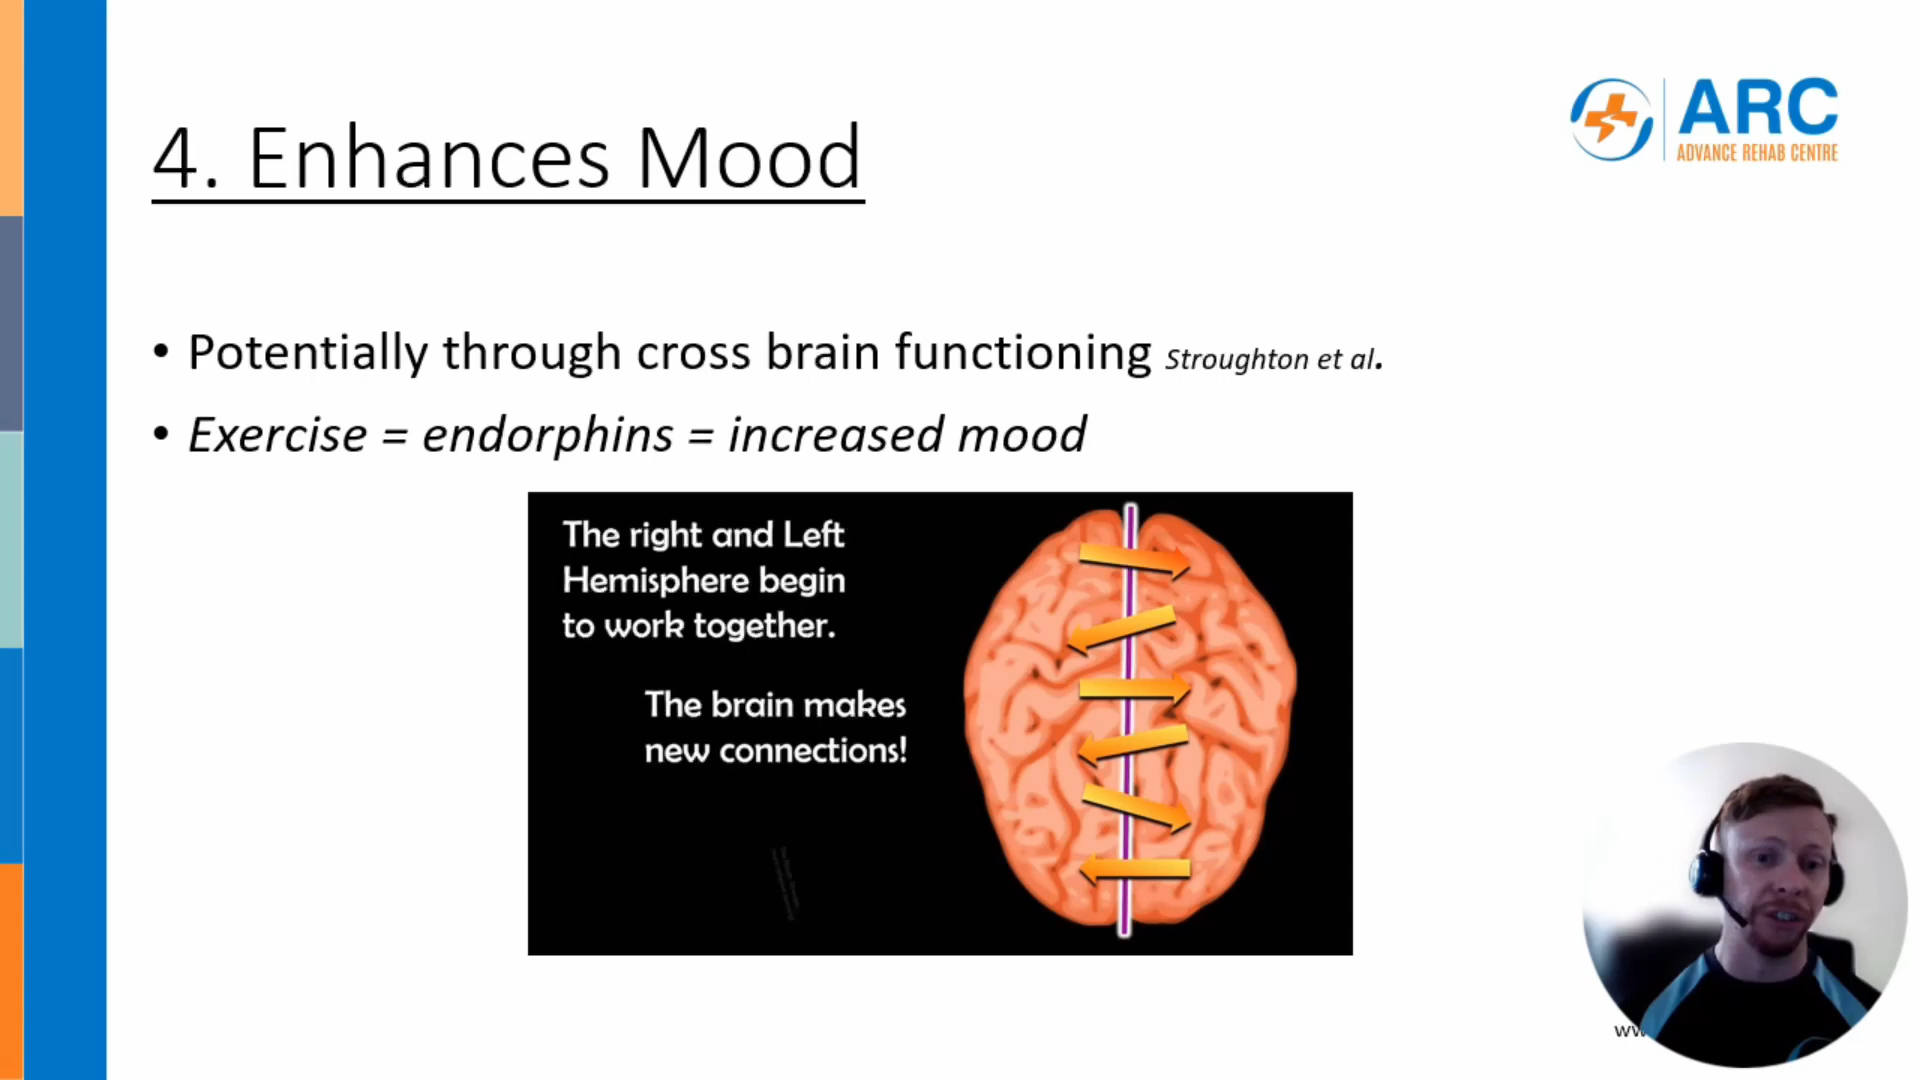 ARC
ADVANCE REHAB CENTRE
4. Enhances Mood
• Potentially through cross brain functioning Stroughton et al.
• Exercise = endorphins = increased mood
The right and Left
Hemisphere begin
to work together.
The brain makes
new connections!